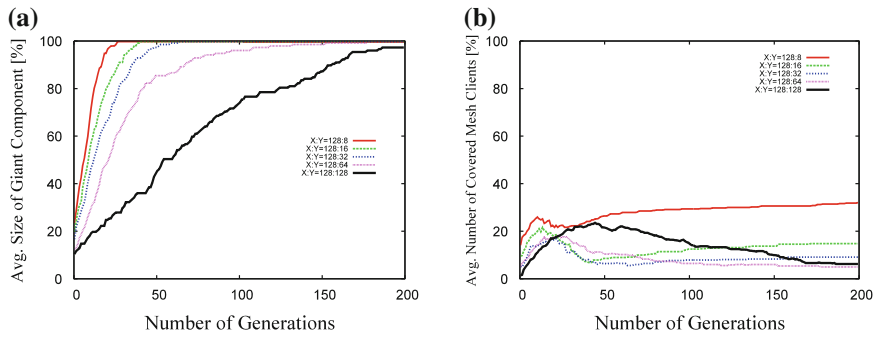 (a)
Avg. Size of Giant Component [%]
100
80
60
40
20
0
X:Y=128:8
X:Y=128:16
X:Y=128:32
X:Y=128:64
X:Y=128:128
0 50 100 150 200
Number of Generations
(b)
Avg. Number of Covered Mesh Clients [%]
100
80
60
40
20
0
X:Y=128:8
X:Y=128:16
X:Y=128:32
X:Y=128:64
X:Y=128:128
0 50 100 150 200
Number of Generations